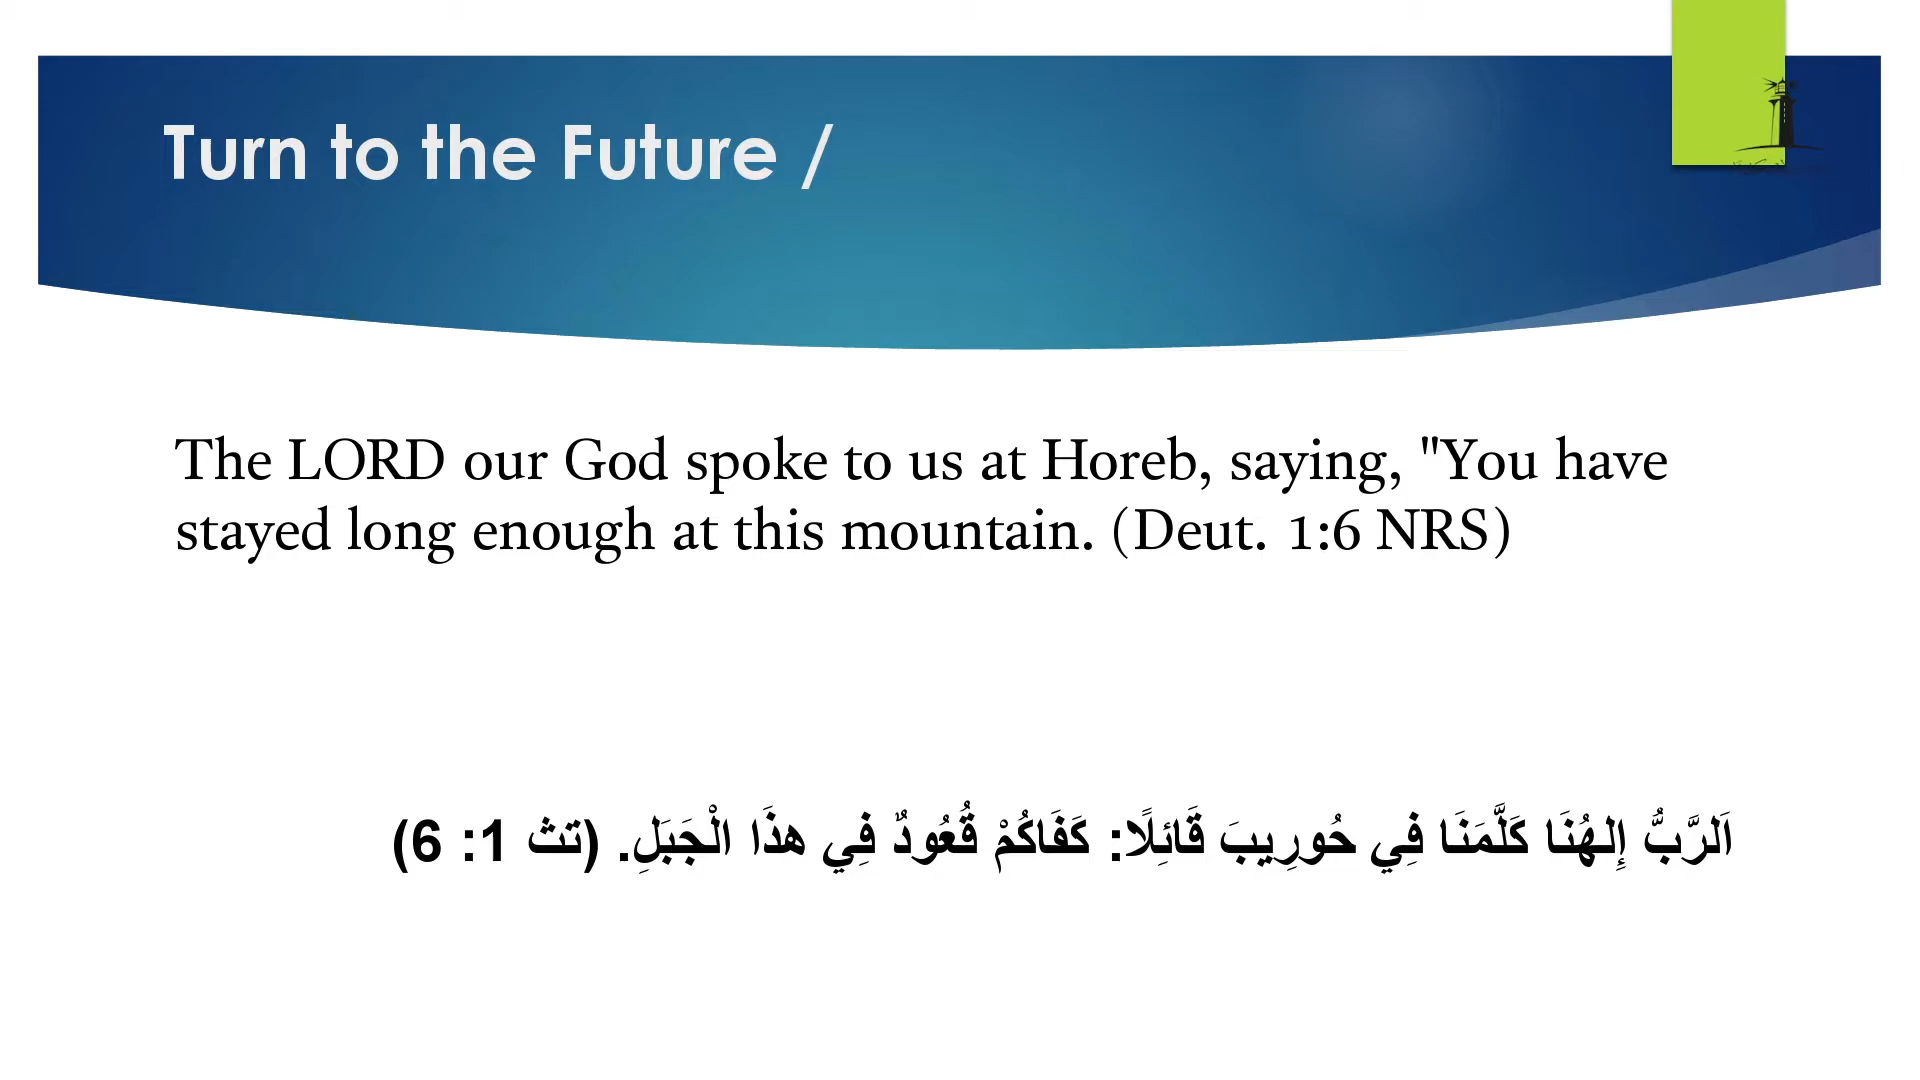 Turn to the Future /
The LORD our God spoke to us at Horeb, saying, "You have
stayed long enough at this mountain. (Deut. 1:6 NRS)
اَلرَّبُّ إِلهُنَا كَلَّمَنَا فِي حُورِيبَ قَائِلًا: كَفَاكُمْ قُعُودٌ فِي هذَا الْجَبَلِ. (تث 1: 6)